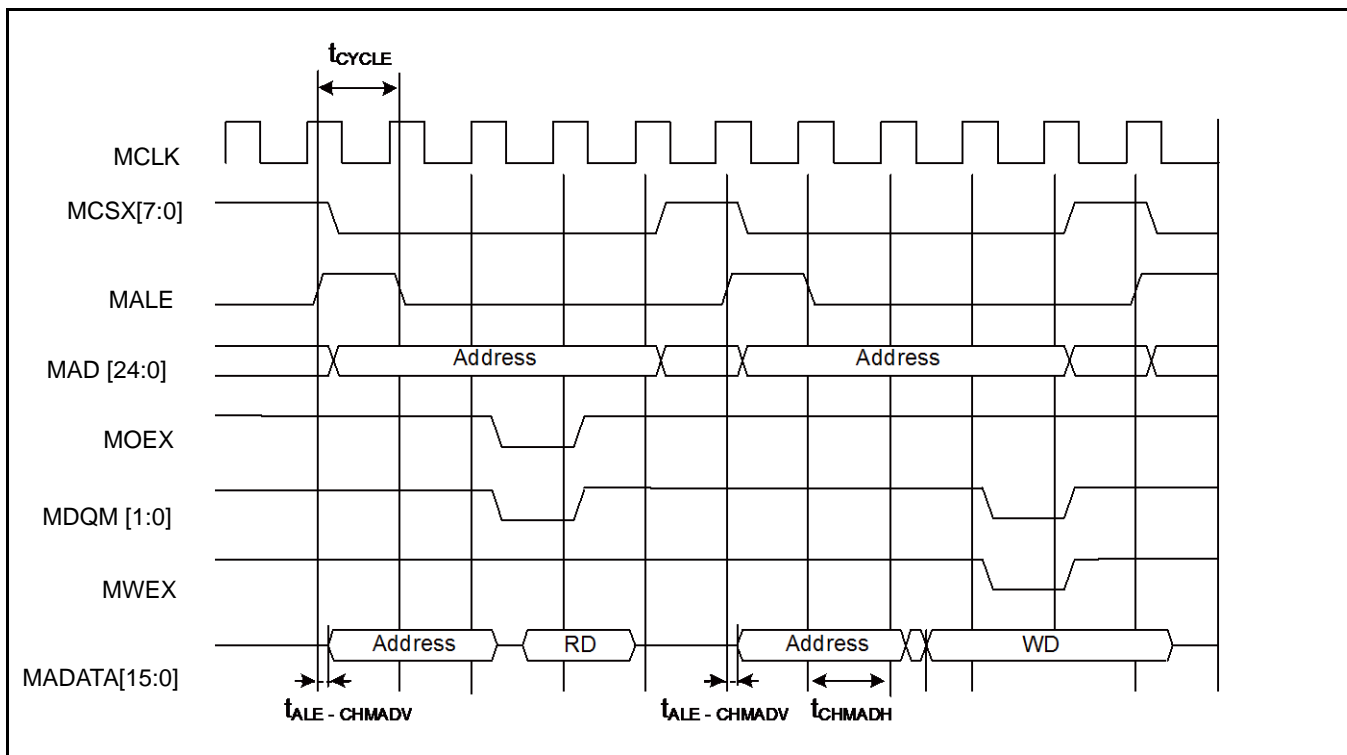 tCYCLE
MCLK
MCSX[7:0]
MALE
MAD [24:0]
Address
Address
MOEX
MDQM [1:0]
MWEX
MADATA[15:0]
Address
RD
Address
WD
tALE - CHMADV
tALE - CHMADV
tCHMADH